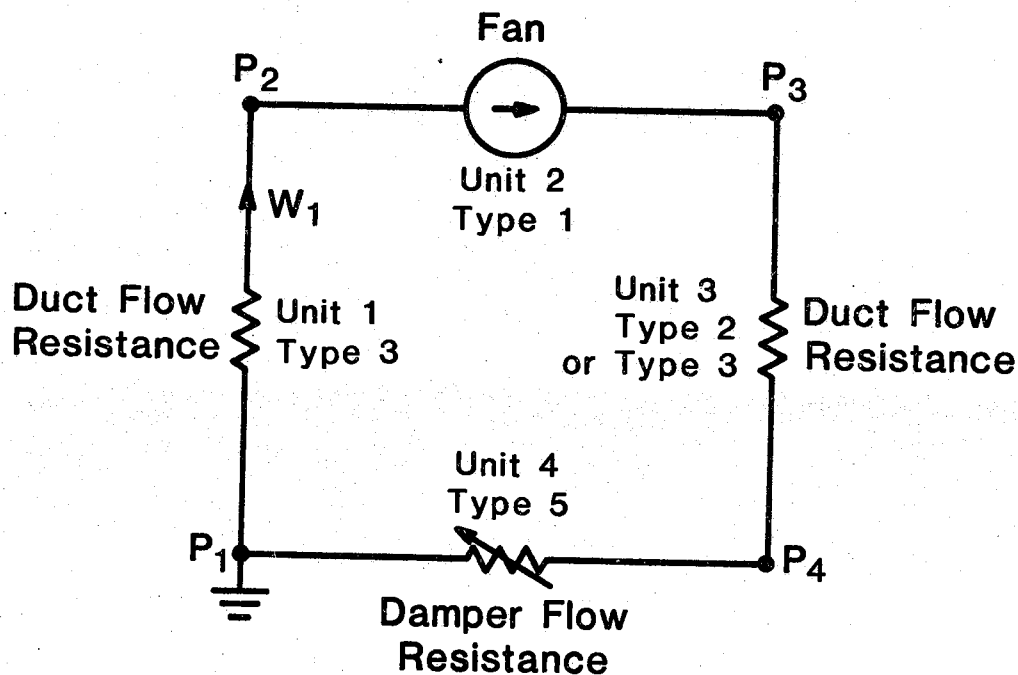 Fan
P2
P3
Unit 2
Type 1
W1
Duct Flow
Resistance
Unit 1
Type 3
Unit 3
Type 2
or Type 3
Duct Flow
Resistance
Unit 4
Type 5
P1
P4
Damper Flow
Resistance